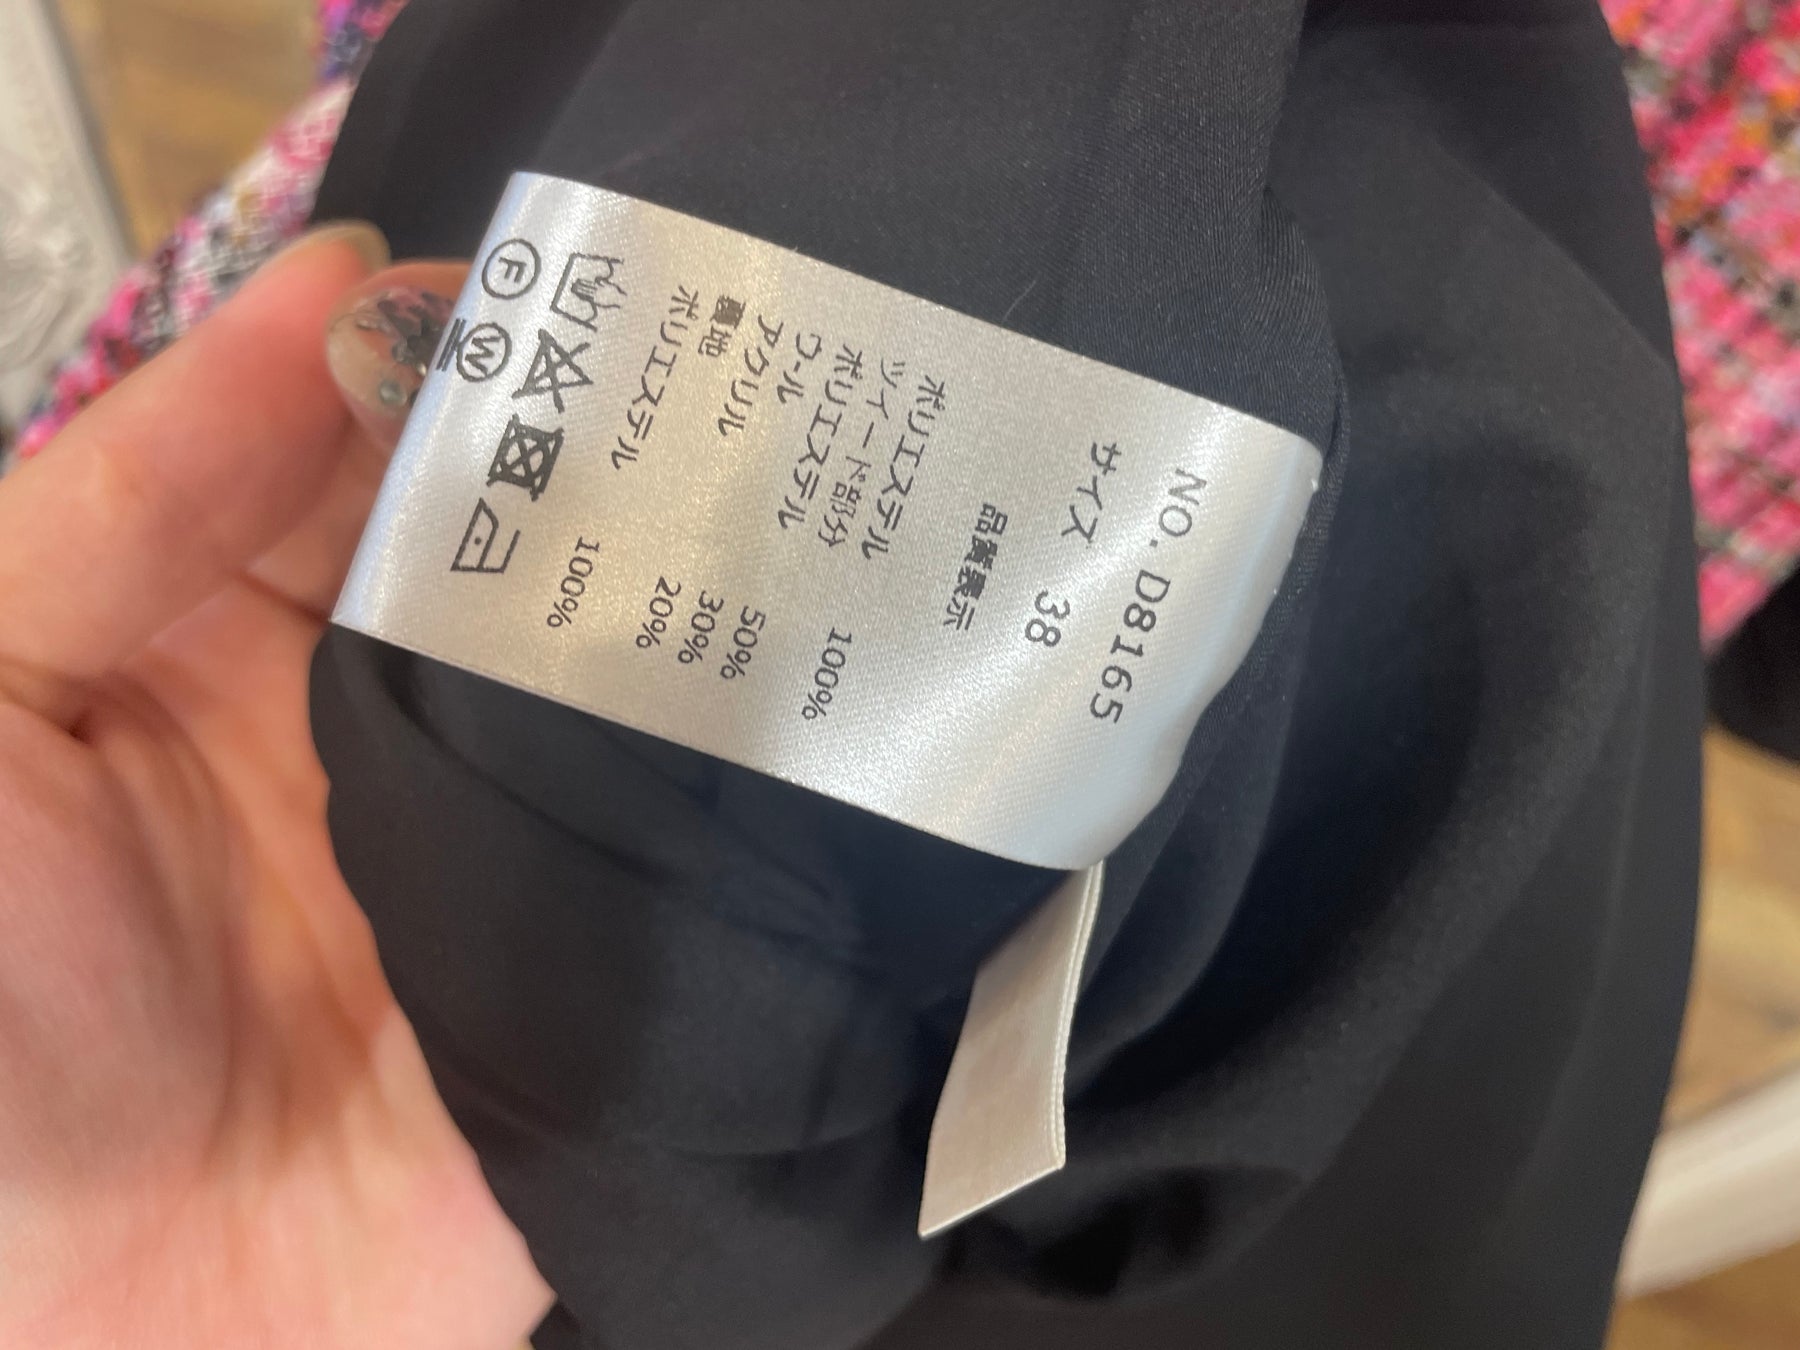 NO. D8165
サイズ 38
品質表示
ポリエステル 100%
ツイード部分
ポリエステル 50%
ウール 30%
アクリル 20%
裏地
ポリエステル 100%
F W